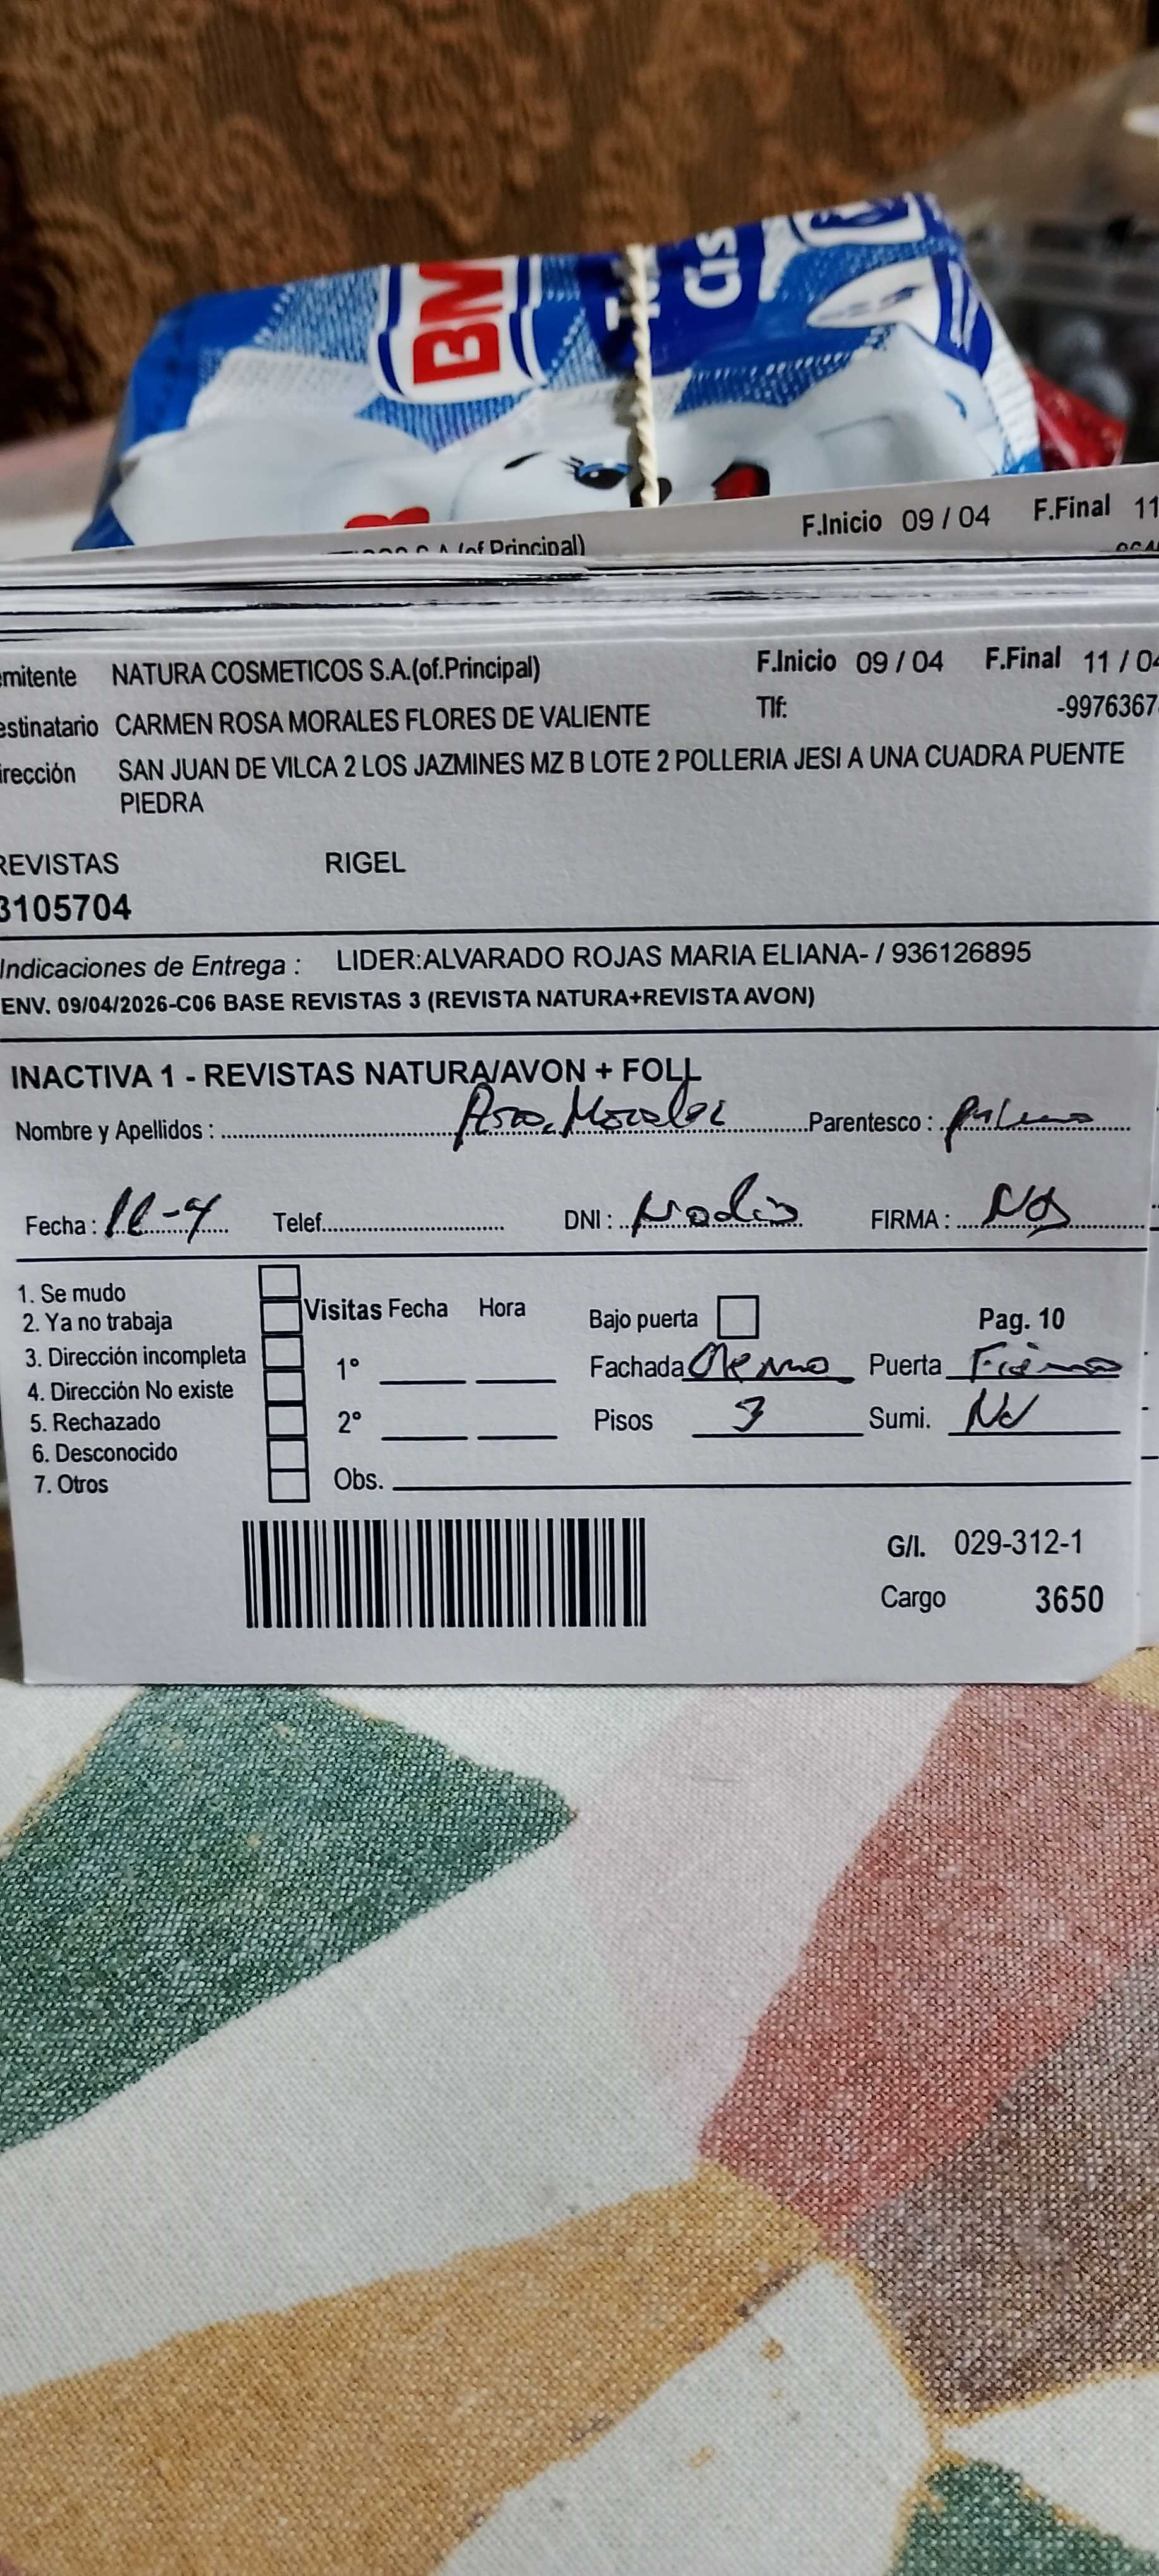 BM
F.Inicio 09 / 04 F.Final 11
(of Principal)
mitente NATURA COSMETICOS S.A.(of.Principal) F.Inicio 09 / 04 F.Final 11 / 04
estinatario CARMEN ROSA MORALES FLORES DE VALIENTE Tlf: -9976367
irección SAN JUAN DE VILCA 2 LOS JAZMINES MZ B LOTE 2 POLLERIA JESI A UNA CUADRA PUENTE
PIEDRA
REVISTAS RIGEL
3105704
Indicaciones de Entrega : LIDER:ALVARADO ROJAS MARIA ELIANA- / 936126895
ENV. 09/04/2026-C06 BASE REVISTAS 3 (REVISTA NATURA+REVISTA AVON)
INACTIVA 1 - REVISTAS NATURA/AVON + FOLL
Nombre y Apellidos : Morales Parentesco :
Fecha : Telef. DNI : FIRMA :
1. Se mudo
2. Ya no trabaja
3. Dirección incompleta
4. Dirección No existe
5. Rechazado
6. Desconocido
7. Otros
Visitas Fecha Hora
1°
2°
Obs.
Bajo puerta Pag. 10
Fachada Puerta
Pisos 3 Sumi.
G/I. 029-312-1
Cargo 3650